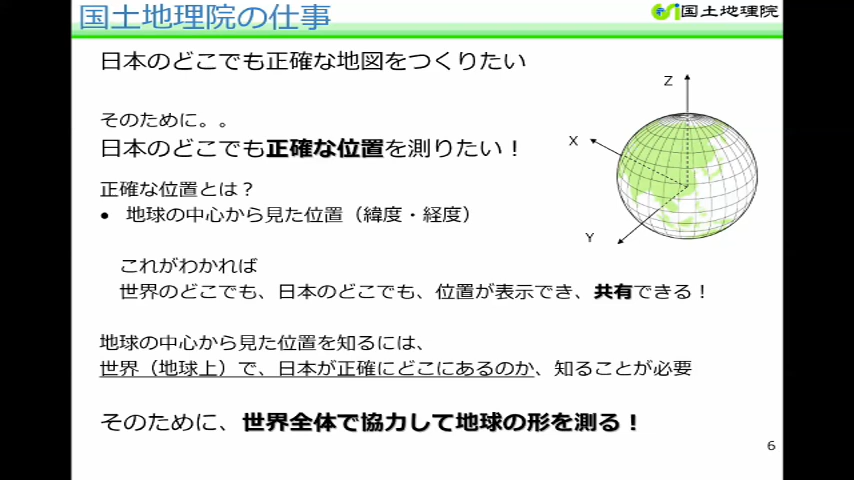 国土地理院の仕事
国土地理院
日本のどこでも正確な地図をつくりたい
そのために。。
日本のどこでも正確な位置を測りたい！
正確な位置とは？
• 地球の中心から見た位置（緯度・経度）
これがわかれば
世界のどこでも、日本のどこでも、位置が表示でき、共有できる！
地球の中心から見た位置を知るには、
世界（地球上）で、日本が正確にどこにあるのか、知ることが必要
そのために、世界全体で協力して地球の形を測る！
Z
X
Y
6